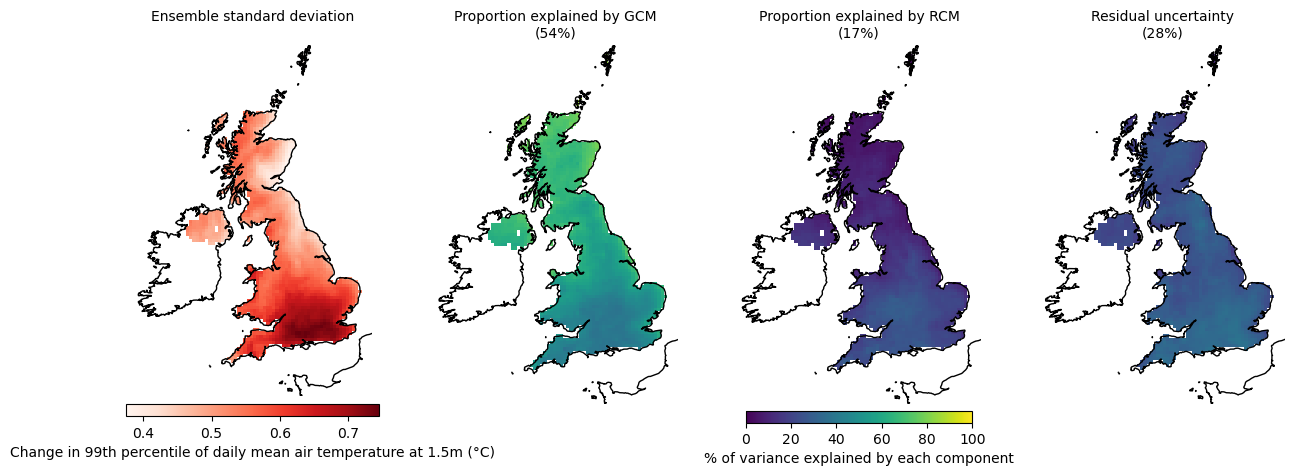 Ensemble standard deviation
Proportion explained by GCM
(54%)
Proportion explained by RCM
(17%)
Residual uncertainty
(28%)
0.4 0.5 0.6 0.7
Change in 99th percentile of daily mean air temperature at 1.5m (°C)
0 20 40 60 80 100
% of variance explained by each component